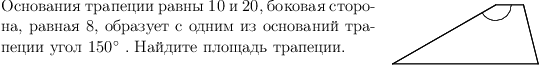 Основания трапеции равны 10 и 20, боковая сторо-
на, равная 8, образует с одним из оснований тра-
пеции угол 150° . Найдите площадь трапеции.